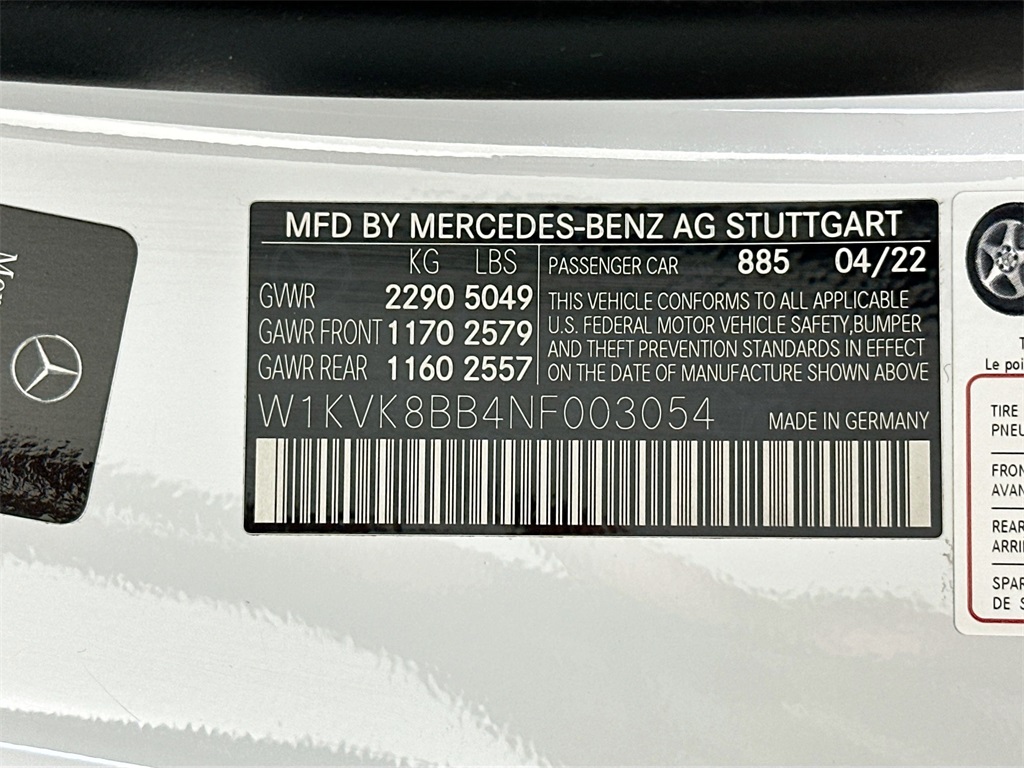 MFD BY MERCEDES-BENZ AG STUTTGART
KG LBS
GVWR 2290 5049
GAWR FRONT 1170 2579
GAWR REAR 1160 2557
PASSENGER CAR 885 04/22
THIS VEHICLE CONFORMS TO ALL APPLICABLE
U.S. FEDERAL MOTOR VEHICLE SAFETY,BUMPER
AND THEFT PREVENTION STANDARDS IN EFFECT
ON THE DATE OF MANUFACTURE SHOWN ABOVE
W1KVK8BB4NF003054 MADE IN GERMANY
Le poi
TIRE
PNEU
FRON
AVAN
REAR
ARRI
SPAR
DE S